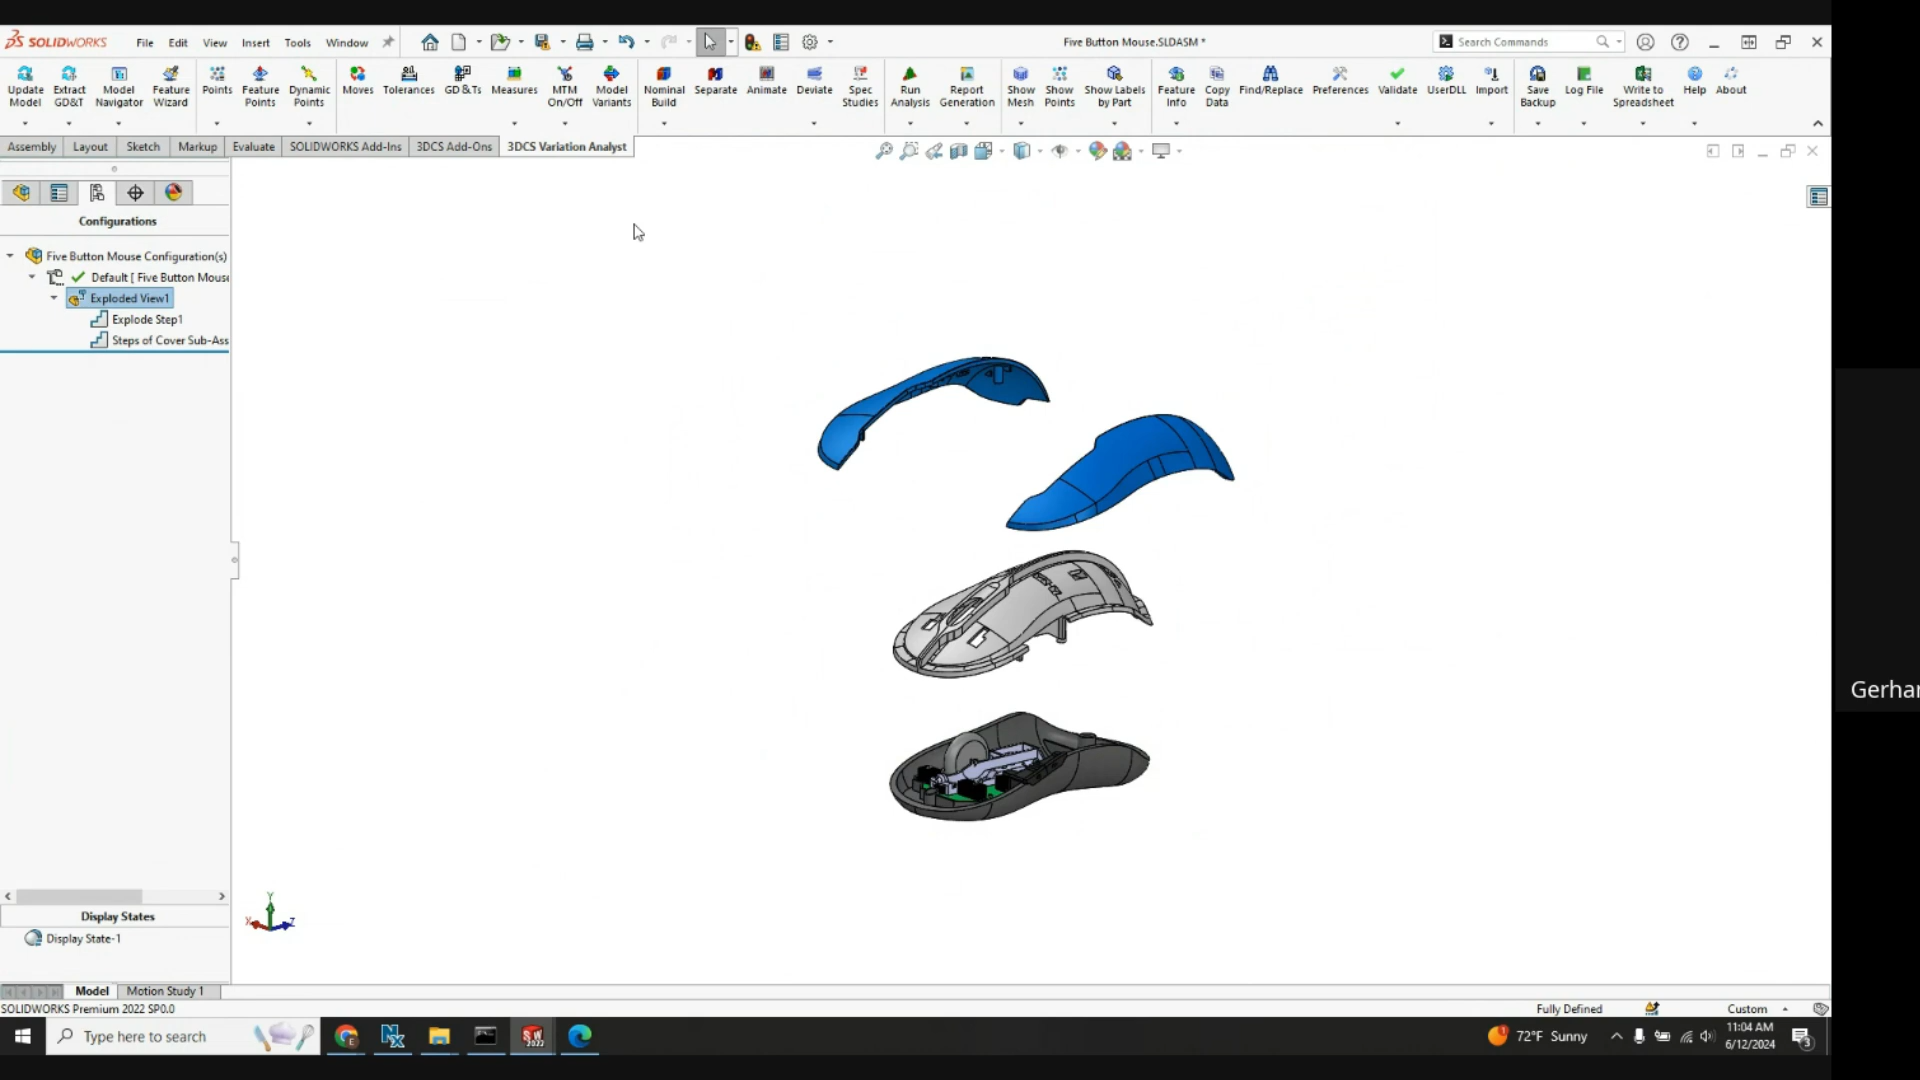 SOLIDWORKS File Edit View Insert Tools Window Five Button Mouse.SLDASM * Search Commands
Update Model Extract GD&T Model Navigator Feature Wizard Points Feature Points Dynamic Points Moves Tolerances GD&Ts Measures MTM On/Off Model Variants Nominal Build Separate Animate Deviate Spec Studies Run Analysis Report Generation Show Mesh Show Points Show Labels by Part Feature Info Copy Data Find/Replace Preferences Validate UserDLL Import Save Backup Log File Write to Spreadsheet Help About
Assembly Layout Sketch Markup Evaluate SOLIDWORKS Add-Ins 3DCS Add-Ons 3DCS Variation Analyst
Configurations
Five Button Mouse Configuration(s)
Default [ Five Button Mouse
Exploded View1
Explode Step1
Steps of Cover Sub-Ass
Gerhar
Y
X Z
Display States
Display State-1
Model Motion Study 1
SOLIDWORKS Premium 2022 SP0.0 Fully Defined Custom
Type here to search 72°F Sunny 11:04 AM
6/12/2024 3